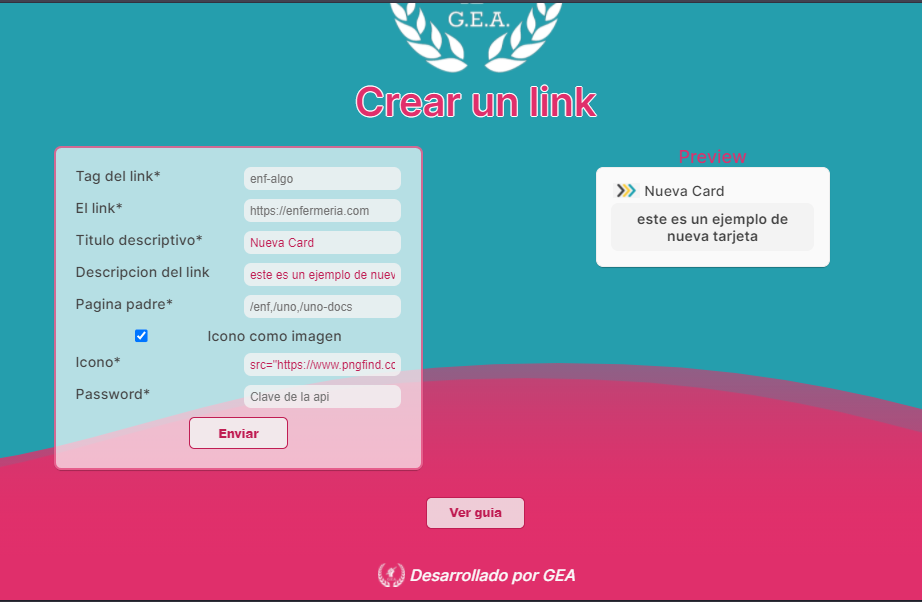 G.E.A.
Crear un link
Tag del link*
enf-algo
El link*
https://enfermeria.com
Titulo descriptivo*
Nueva Card
Descripcion del link
este es un ejemplo de nuev
Pagina padre*
/enf,/uno,/uno-docs
Icono como imagen
Icono*
src="https://www.pngfind.cc
Password*
Clave de la api
Enviar
Preview
Nueva Card
este es un ejemplo de
nueva tarjeta
Ver guia
Desarrollado por GEA